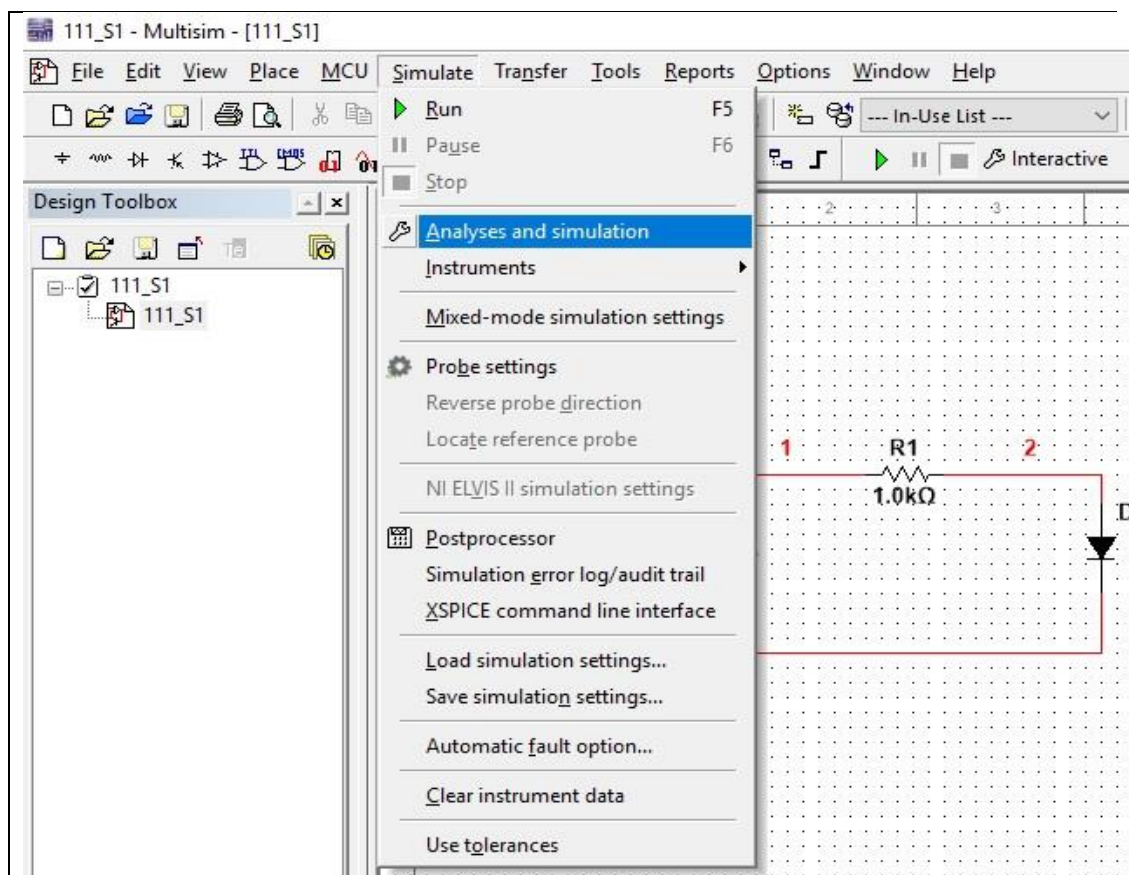 111_S1 - Multisim - [111_S1]
File Edit View Place MCU Simulate Transfer Tools Reports Options Window Help
--- In-Use List ---
Interactive
Design Toolbox
111_S1
111_S1
Run F5
Pause F6
Stop
Analyses and simulation
Instruments
Mixed-mode simulation settings
Probe settings
Reverse probe direction
Locate reference probe
NI ELVIS II simulation settings
Postprocessor
Simulation error log/audit trail
XSPICE command line interface
Load simulation settings...
Save simulation settings...
Automatic fault option...
Clear instrument data
Use tolerances
2 3
1 R1 2
1.0kΩ
D